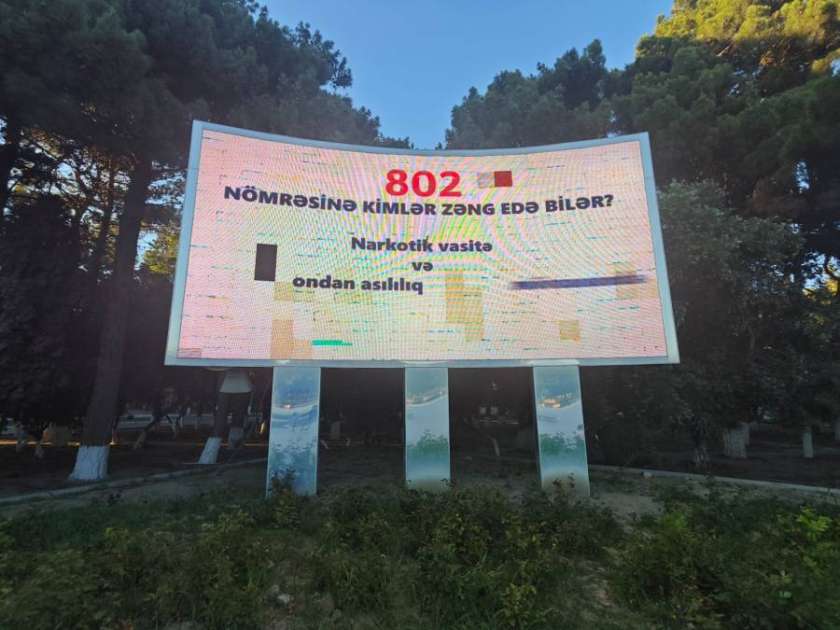 802
NÖMRƏSİNƏ KİMLƏR ZƏNG EDƏ BİLƏR?
Narkotik vasitə
və
ondan asılılıq